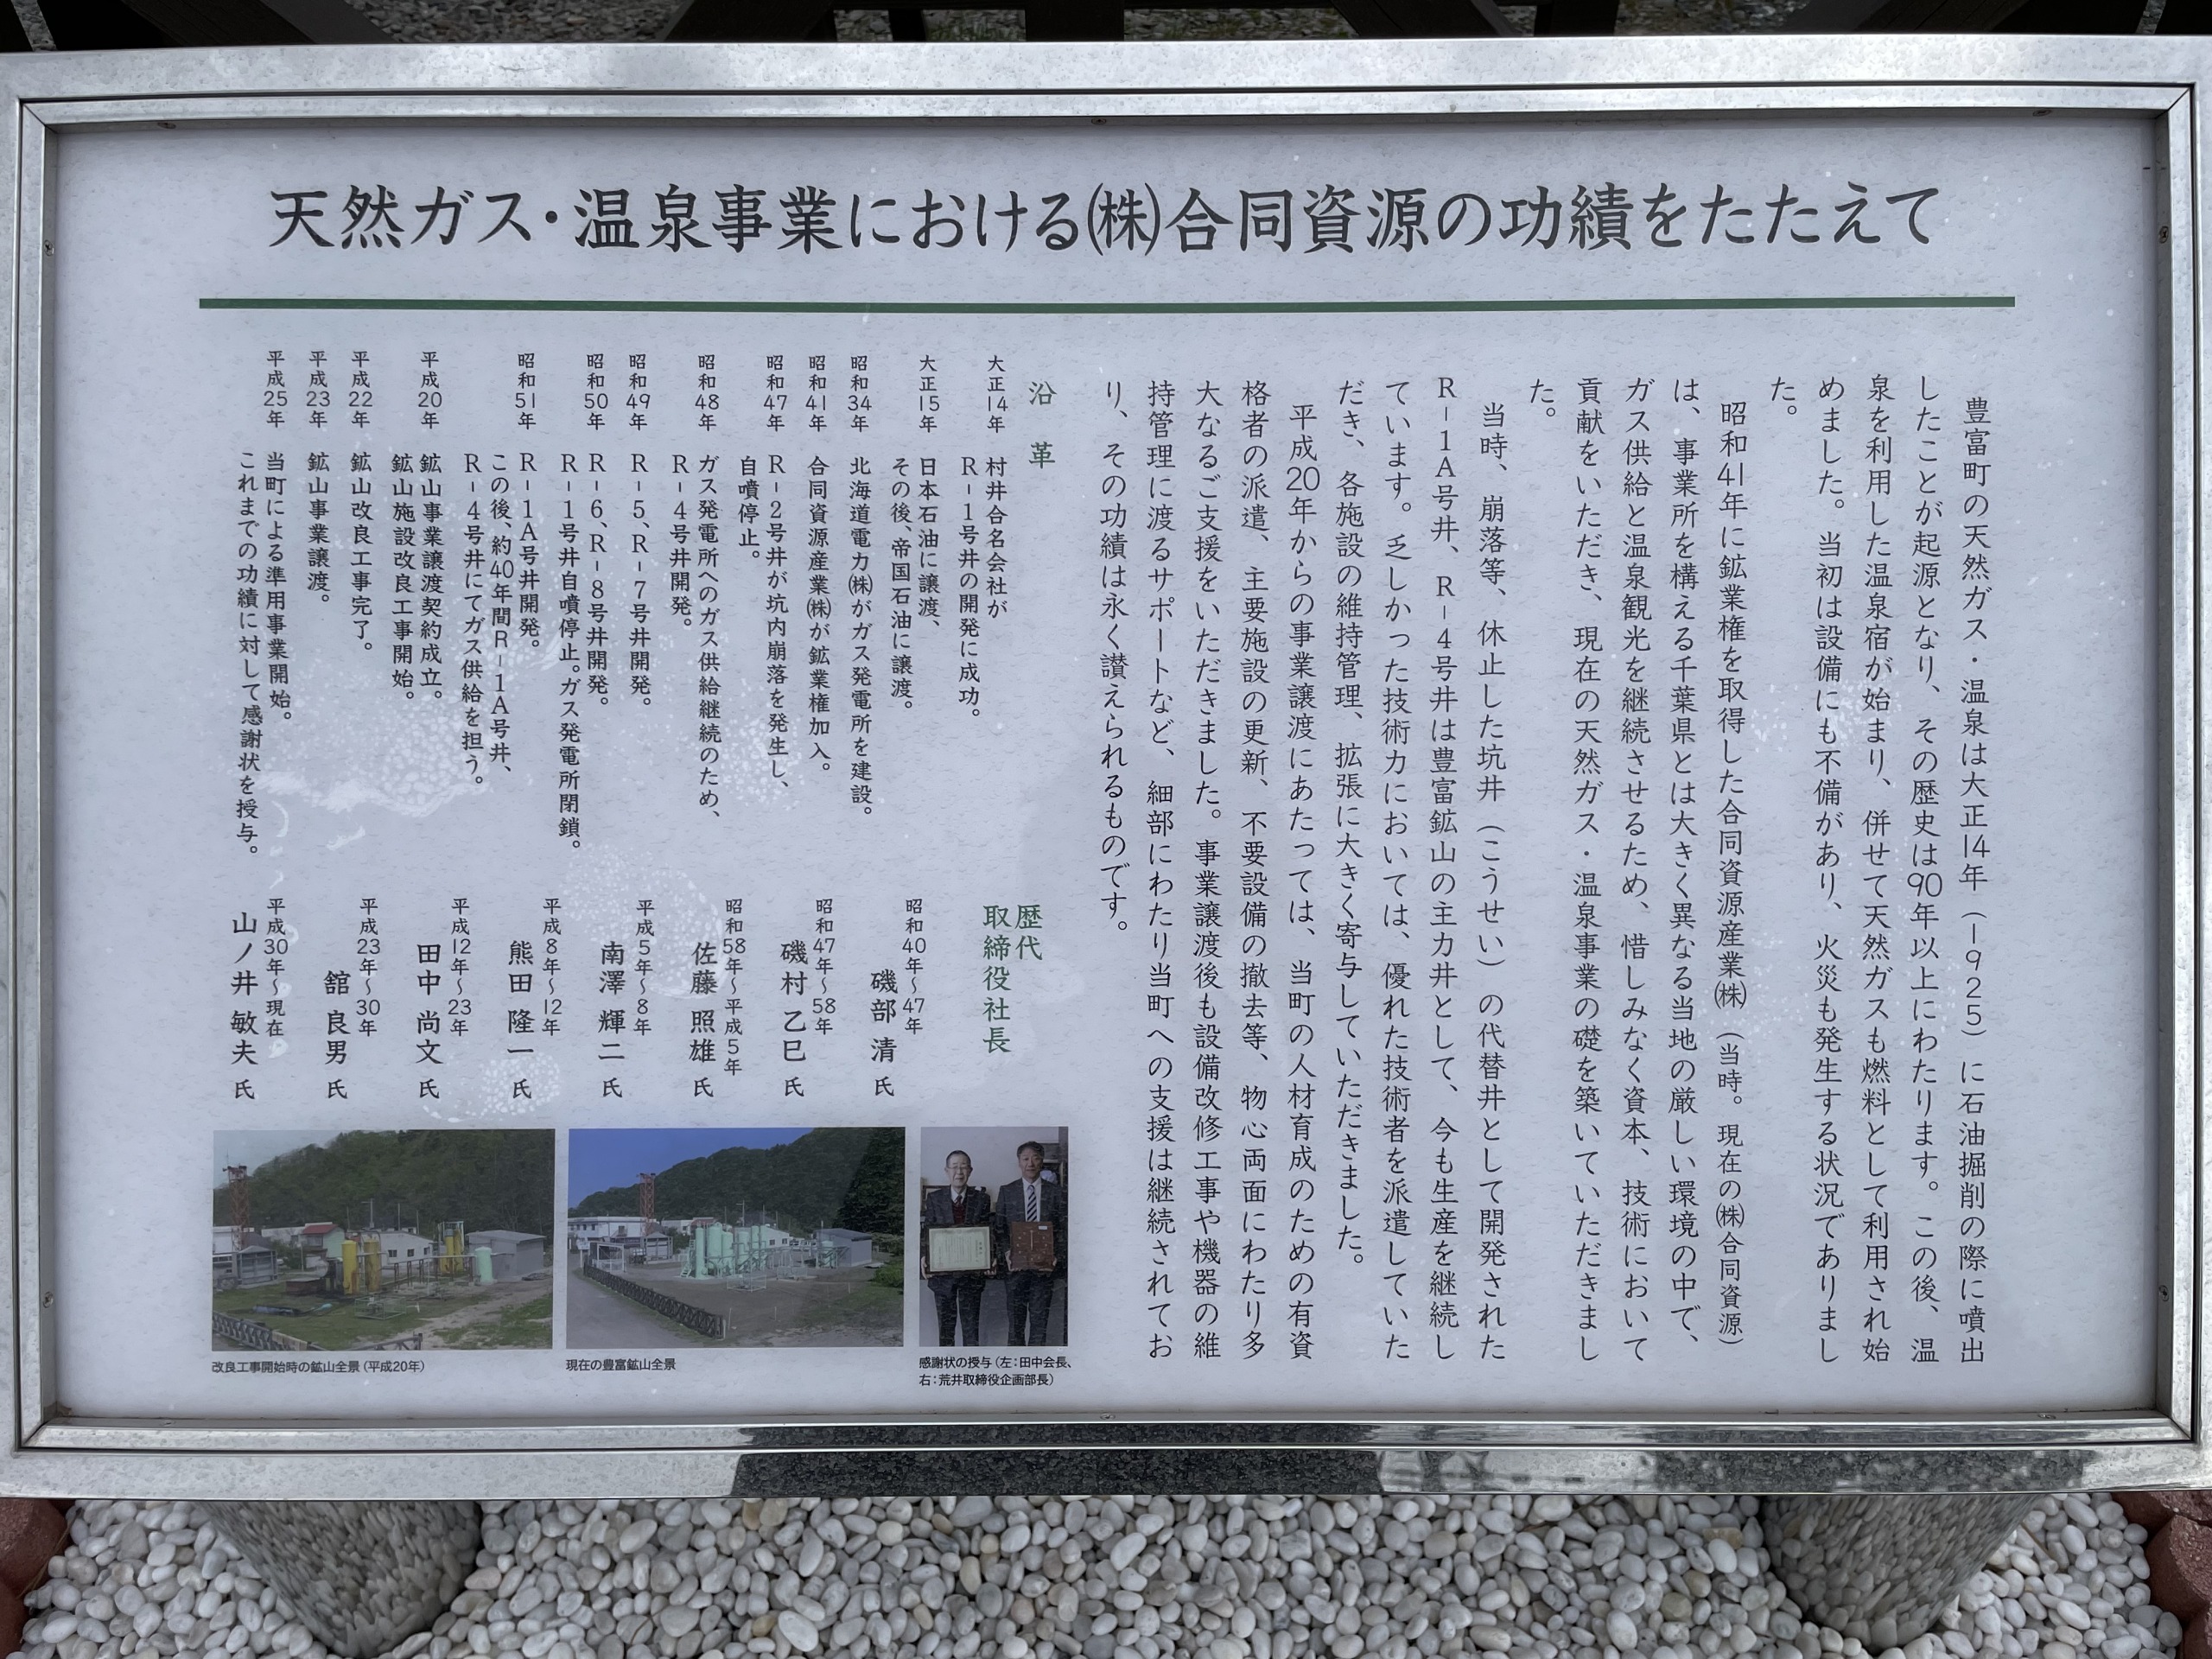 天然ガス・温泉事業における㈱合同資源の功績をたたえて
豊富町の天然ガス・温泉は大正14年（1925）に石油掘削の際に噴出
したことが起源となり、その歴史は90年以上にわたります。この後、温
泉を利用した温泉宿が始まり、併せて天然ガスも燃料として利用され始
めました。当初は設備にも不備があり、火災も発生する状況でありまし
た。
昭和41年に鉱業権を取得した合同資源産業㈱（当時。現在の㈱合同資源）
は、事業所を構える千葉県とは大きく異なる当地の厳しい環境の中で、
ガス供給と温泉観光を継続させるため、惜しみなく資本、技術において
貢献をいただき、現在の天然ガス・温泉事業の礎を築いていただきまし
た。
当時、崩落等、休止した坑井（こうせい）の代替井として開発された
R-1A号井、R-4号井は豊富鉱山の主力井として、今も生産を継続し
ています。乏しかった技術力においては、優れた技術者を派遣していた
だき、各施設の維持管理、拡張に大きく寄与していただきました。
平成20年からの事業譲渡にあたっては、当町の人材育成のための有資
格者の派遣、主要施設の更新、不要設備の撤去等、物心両面にわたり多
大なるご支援をいただきました。事業譲渡後も設備改修工事や機器の維
持管理に渡るサポートなど、細部にわたり当町への支援は継続されてお
り、その功績は永く讃えられるものです。
沿革
大正14年 村井合名会社が
R-1号井の開発に成功。
大正15年 日本石油に譲渡、
その後、帝国石油に譲渡。
昭和34年 北海道電力㈱がガス発電所を建設。
昭和41年 合同資源産業㈱が鉱業権加入。
昭和47年 R-2号井が坑内崩落を発生し、
自噴停止。
昭和48年 ガス発電所へのガス供給継続のため、
R-4号井開発。
昭和49年 R-5、R-7号井開発。
昭和50年 R-6、R-8号井開発。
R-1号井自噴停止。ガス発電所閉鎖。
昭和51年 R-1A号井開発。
この後、約40年間R-1A号井、
R-4号井にてガス供給を担う。
平成20年 鉱山事業譲渡契約成立。
鉱山施設改良工事開始。
平成22年 鉱山改良工事完了。
平成23年 鉱山事業譲渡。
平成25年 当町による準用事業開始。
これまでの功績に対して感謝状を授与。
歴代
取締役社長
昭和40年〜47年
磯部 清 氏
昭和47年〜58年
磯村 乙巳 氏
昭和58年〜平成5年
佐藤 照雄 氏
平成5年〜8年
南澤 輝二 氏
平成8年〜12年
熊田 隆一 氏
平成12年〜23年
田中 尚文 氏
平成23年〜30年
舘 良男 氏
平成30年〜現在
山ノ井 敏夫 氏
感謝状の授与（左：田中会長、
右：荒井取締役企画部長）
現在の豊富鉱山全景
改良工事開始時の鉱山全景（平成20年）